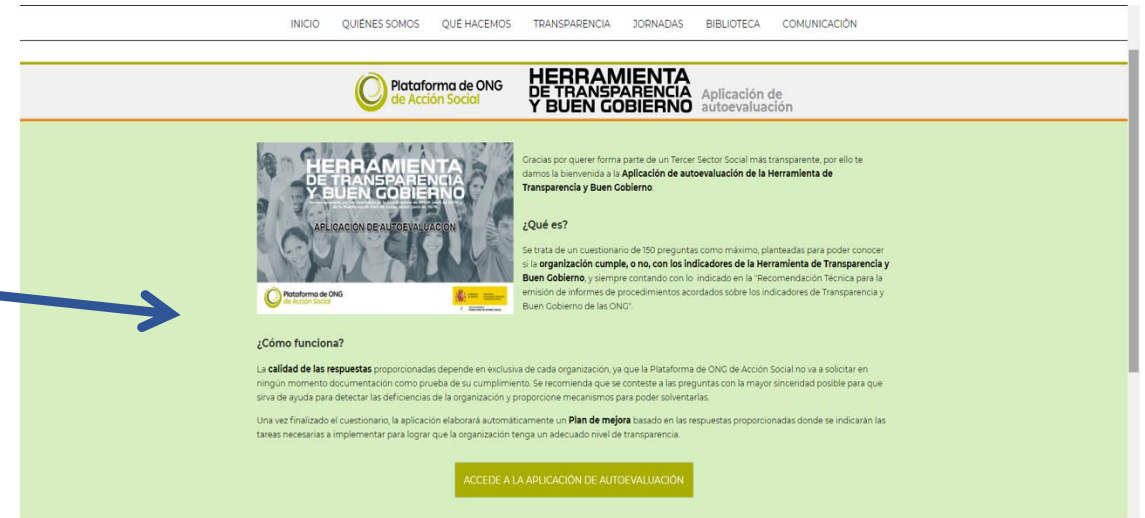 INICIO QUIÉNES SOMOS QUÉ HACEMOS TRANSPARENCIA JORNADAS BIBLIOTECA COMUNICACIÓN
Plataforma de ONG
de Acción Social
HERRAMIENTA
DE TRANSPARENCIA
Y BUEN GOBIERNO
Aplicación de
autoevaluación
HERRAMIENTA
DE TRANSPARENCIA
Y BUEN GOBIERNO
APLICACIÓN DE AUTOEVALUACIÓN
Plataforma de ONG
de Acción Social
Gracias por querer forma parte de un Tercer Sector Social más transparente, por ello te
damos la bienvenida a la Aplicación de autoevaluación de la Herramienta de
Transparencia y Buen Gobierno.
¿Qué es?
Se trata de un cuestionario de 150 preguntas como máximo, planteadas para poder conocer
si la organización cumple, o no, con los indicadores de la Herramienta de Transparencia y
Buen Gobierno, y siempre contando con lo indicado en la "Recomendación Técnica para la
emisión de informes de procedimientos acordados sobre los indicadores de Transparencia y
Buen Gobierno de las ONG".
¿Cómo funciona?
La calidad de las respuestas proporcionadas depende en exclusiva de cada organización, ya que la Plataforma de ONG de Acción Social no va a solicitar en
ningún momento documentación como prueba de su cumplimiento. Se recomienda que se conteste a las preguntas con la mayor sinceridad posible para que
sirva de ayuda para detectar las deficiencias de la organización y proporcione mecanismos para poder solventarlas.
Una vez finalizado el cuestionario, la aplicación elaborará automáticamente un Plan de mejora basado en las respuestas proporcionadas donde se indicarán las
tareas necesarias a implementar para lograr que la organización tenga un adecuado nivel de transparencia.
ACCEDE A LA APLICACIÓN DE AUTOEVALUACIÓN